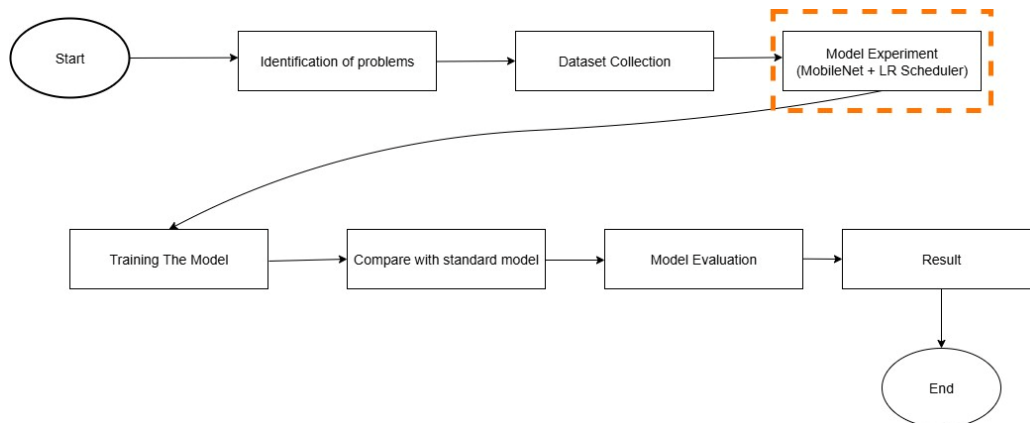 Start
Identification of problems
Dataset Collection
Model Experiment
(MobileNet + LR Scheduler)
Training The Model
Compare with standard model
Model Evaluation
Result
End